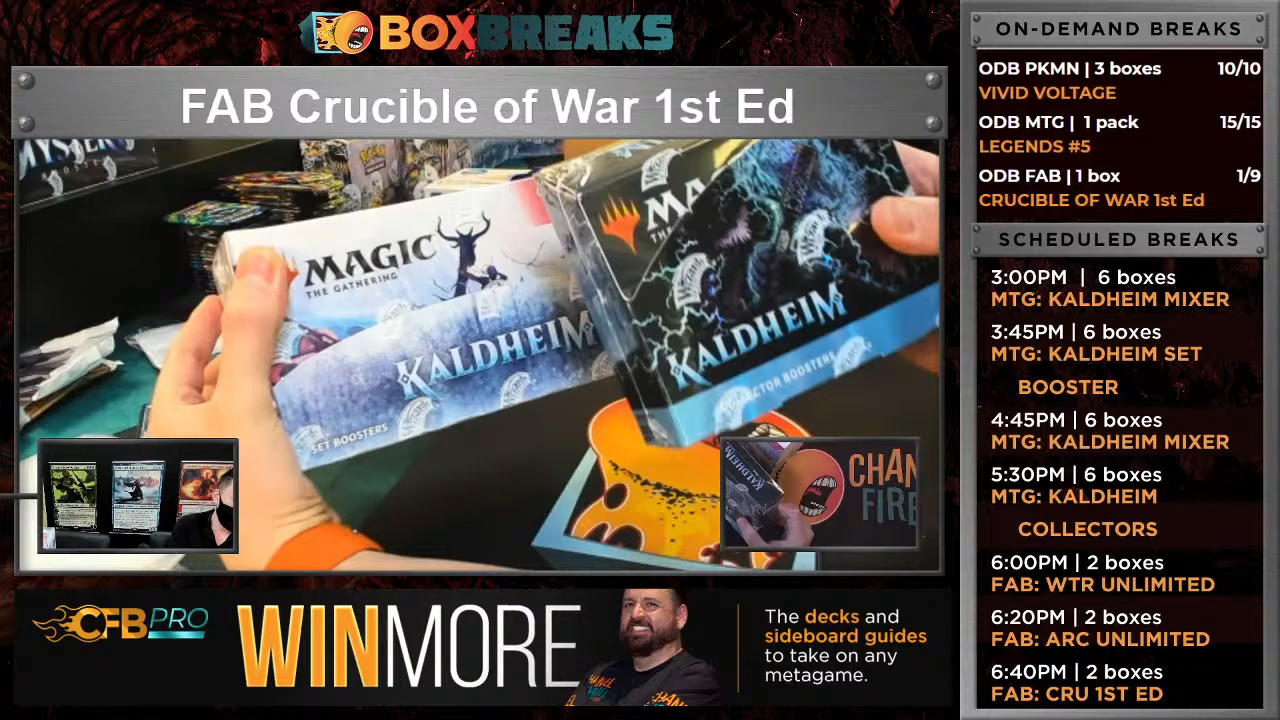 BOXBREAKS
FAB Crucible of War 1st Ed
MAGIC
THE GATHERING
KALDHEIM
SET BOOSTERS
KALDHEIM
CHAN
FIRE
CFBPRO
WINMORE
The decks and
sideboard guides
to take on any
metagame.
ON-DEMAND BREAKS
ODB PKMN | 3 boxes 10/10
VIVID VOLTAGE
ODB MTG | 1 pack 15/15
LEGENDS #5
ODB FAB | 1 box 1/9
CRUCIBLE OF WAR 1st Ed
SCHEDULED BREAKS
3:00PM | 6 boxes
MTG: KALDHEIM MIXER
3:45PM | 6 boxes
MTG: KALDHEIM SET
BOOSTER
4:45PM | 6 boxes
MTG: KALDHEIM MIXER
5:30PM | 6 boxes
MTG: KALDHEIM
COLLECTORS
6:00PM | 2 boxes
FAB: WTR UNLIMITED
6:20PM | 2 boxes
FAB: ARC UNLIMITED
6:40PM | 2 boxes
FAB: CRU 1ST ED